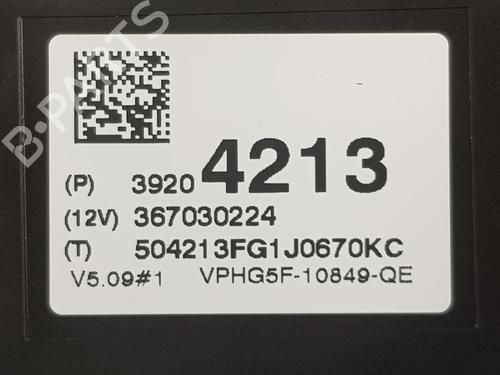 B-PARTS
(P) 3920 4213
(12V) 367030224
(T) 504213FG1J0670KC
V5.09#1 VPHG5F-10849-QE